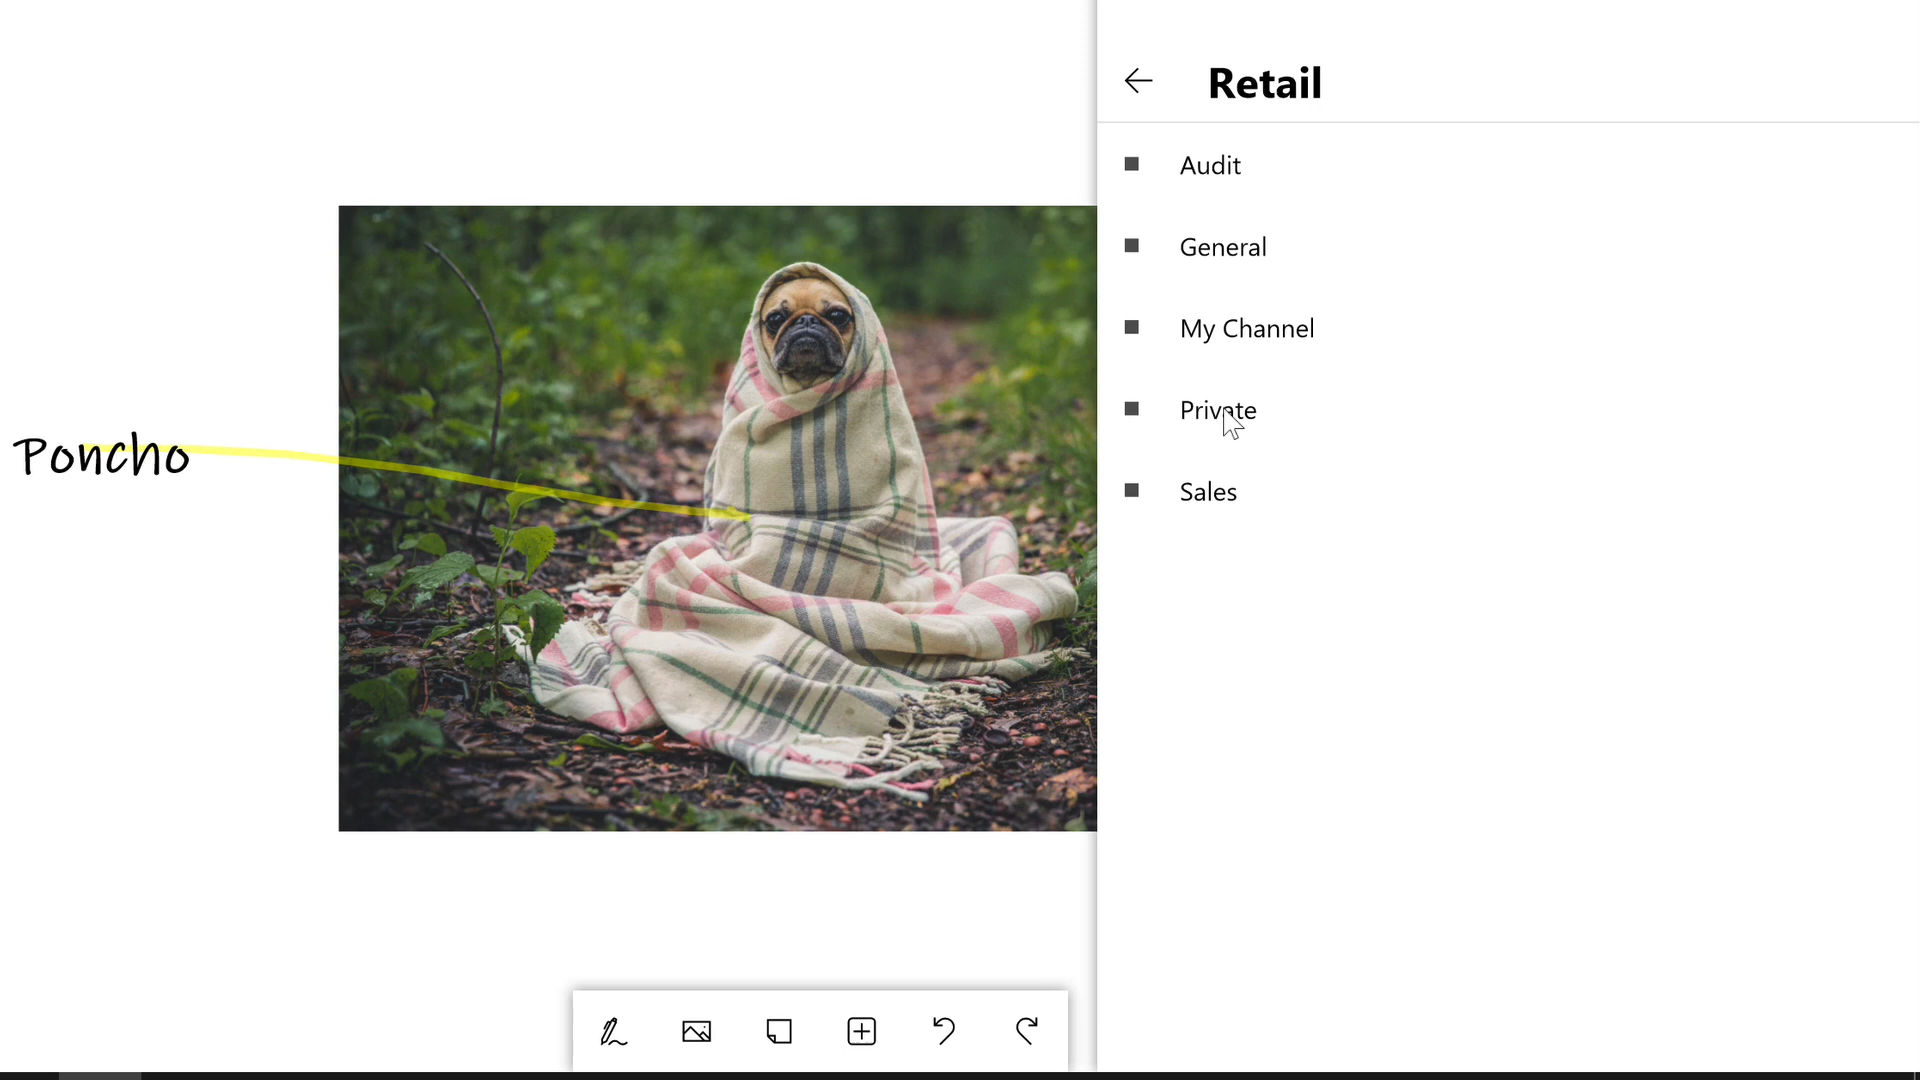 Poncho
Retail
Audit
General
My Channel
Private
Sales